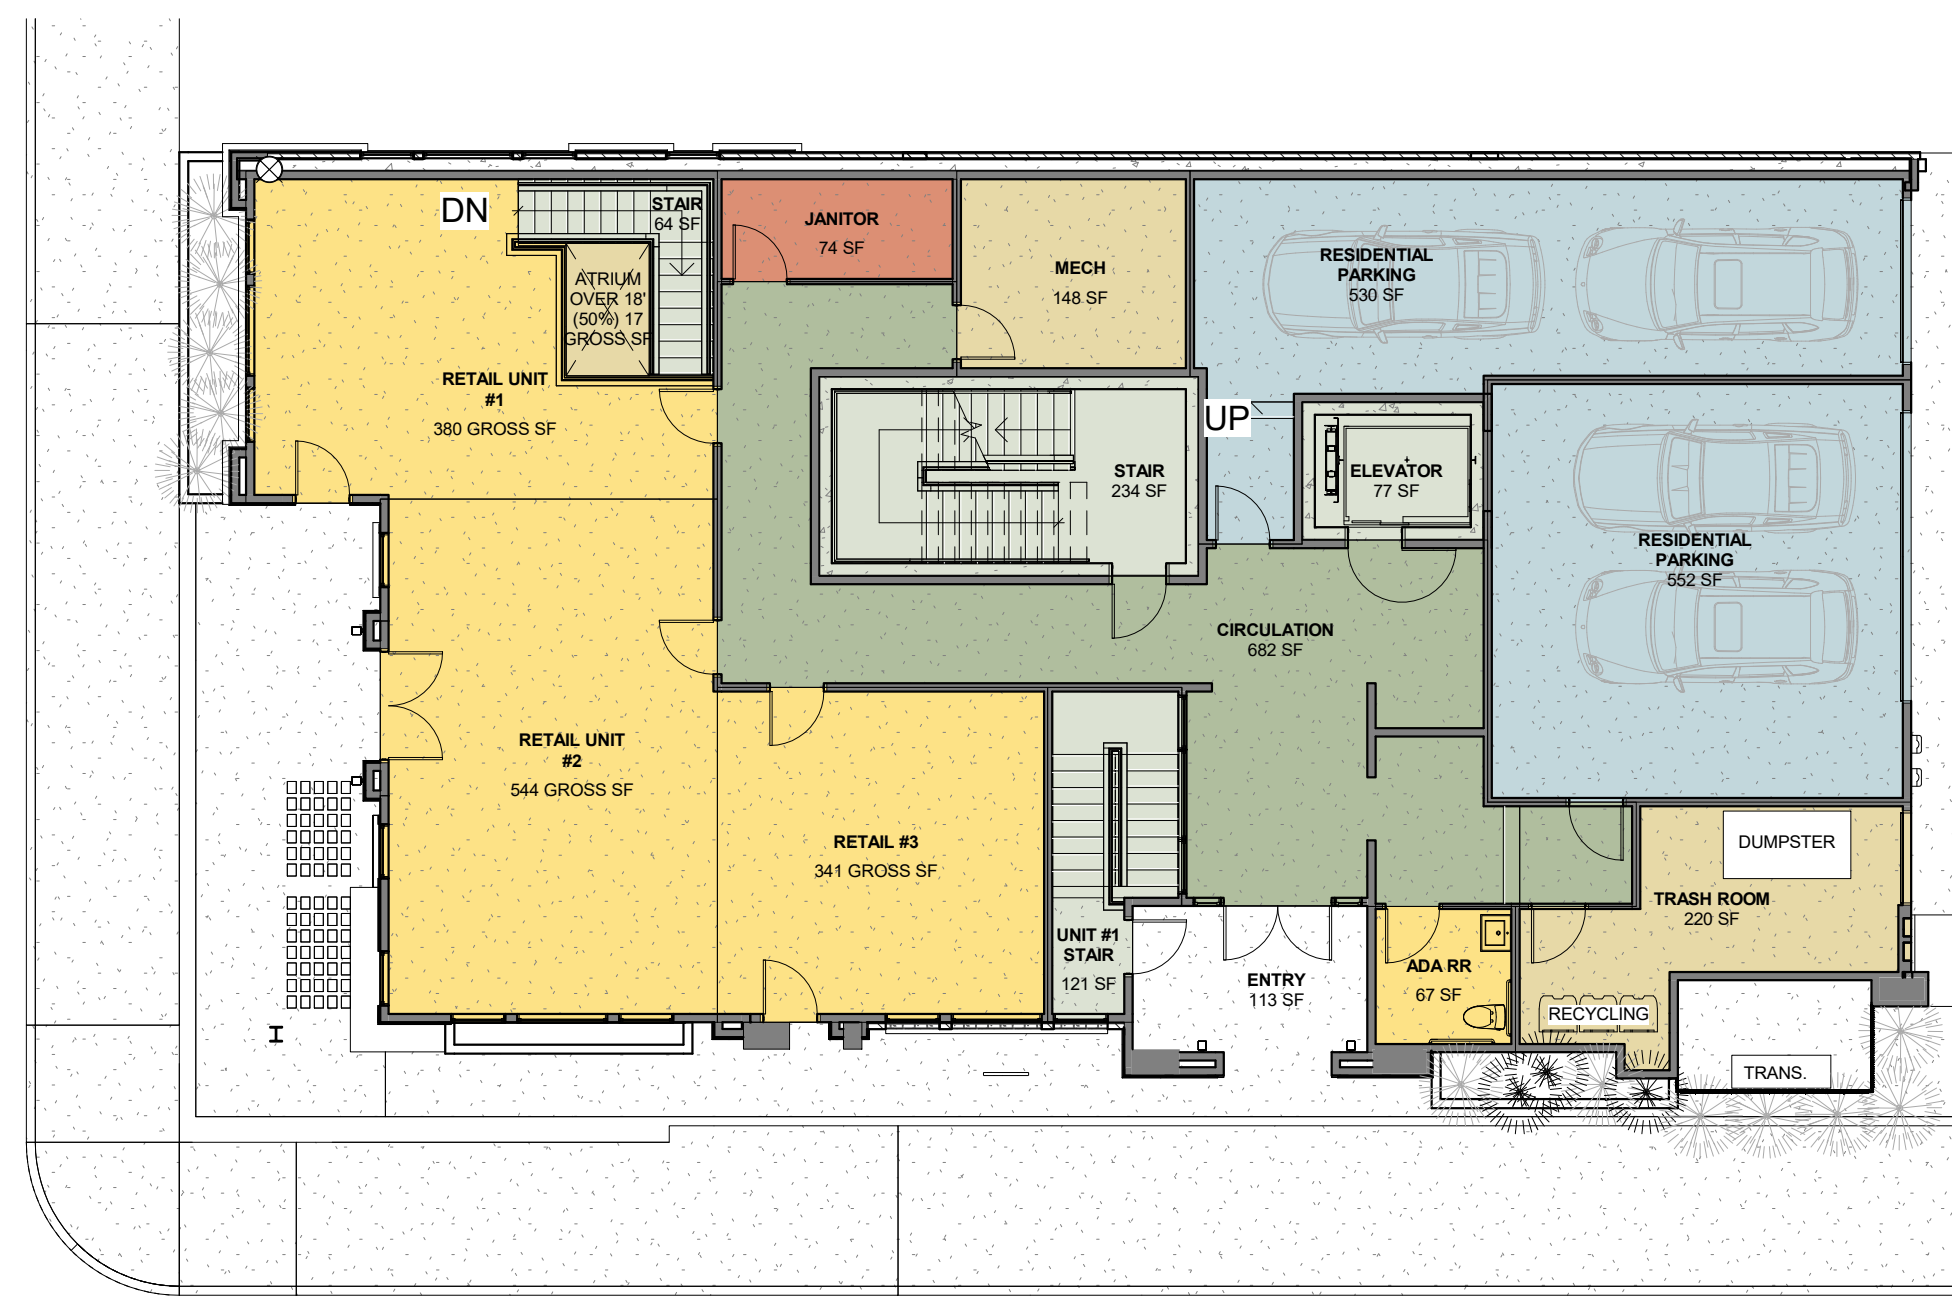 DN
STAIR
64 SF
JANITOR
74 SF
MECH
148 SF
RESIDENTIAL
PARKING
530 SF
ATRIUM
OVER 18'
(50%) 17
GROSS SF
RETAIL UNIT
#1
380 GROSS SF
UP
STAIR
234 SF
ELEVATOR
77 SF
RESIDENTIAL
PARKING
552 SF
CIRCULATION
682 SF
RETAIL UNIT
#2
544 GROSS SF
RETAIL #3
341 GROSS SF
DUMPSTER
TRASH ROOM
220 SF
UNIT #1
STAIR
121 SF
ENTRY
113 SF
ADA RR
67 SF
RECYCLING
TRANS.